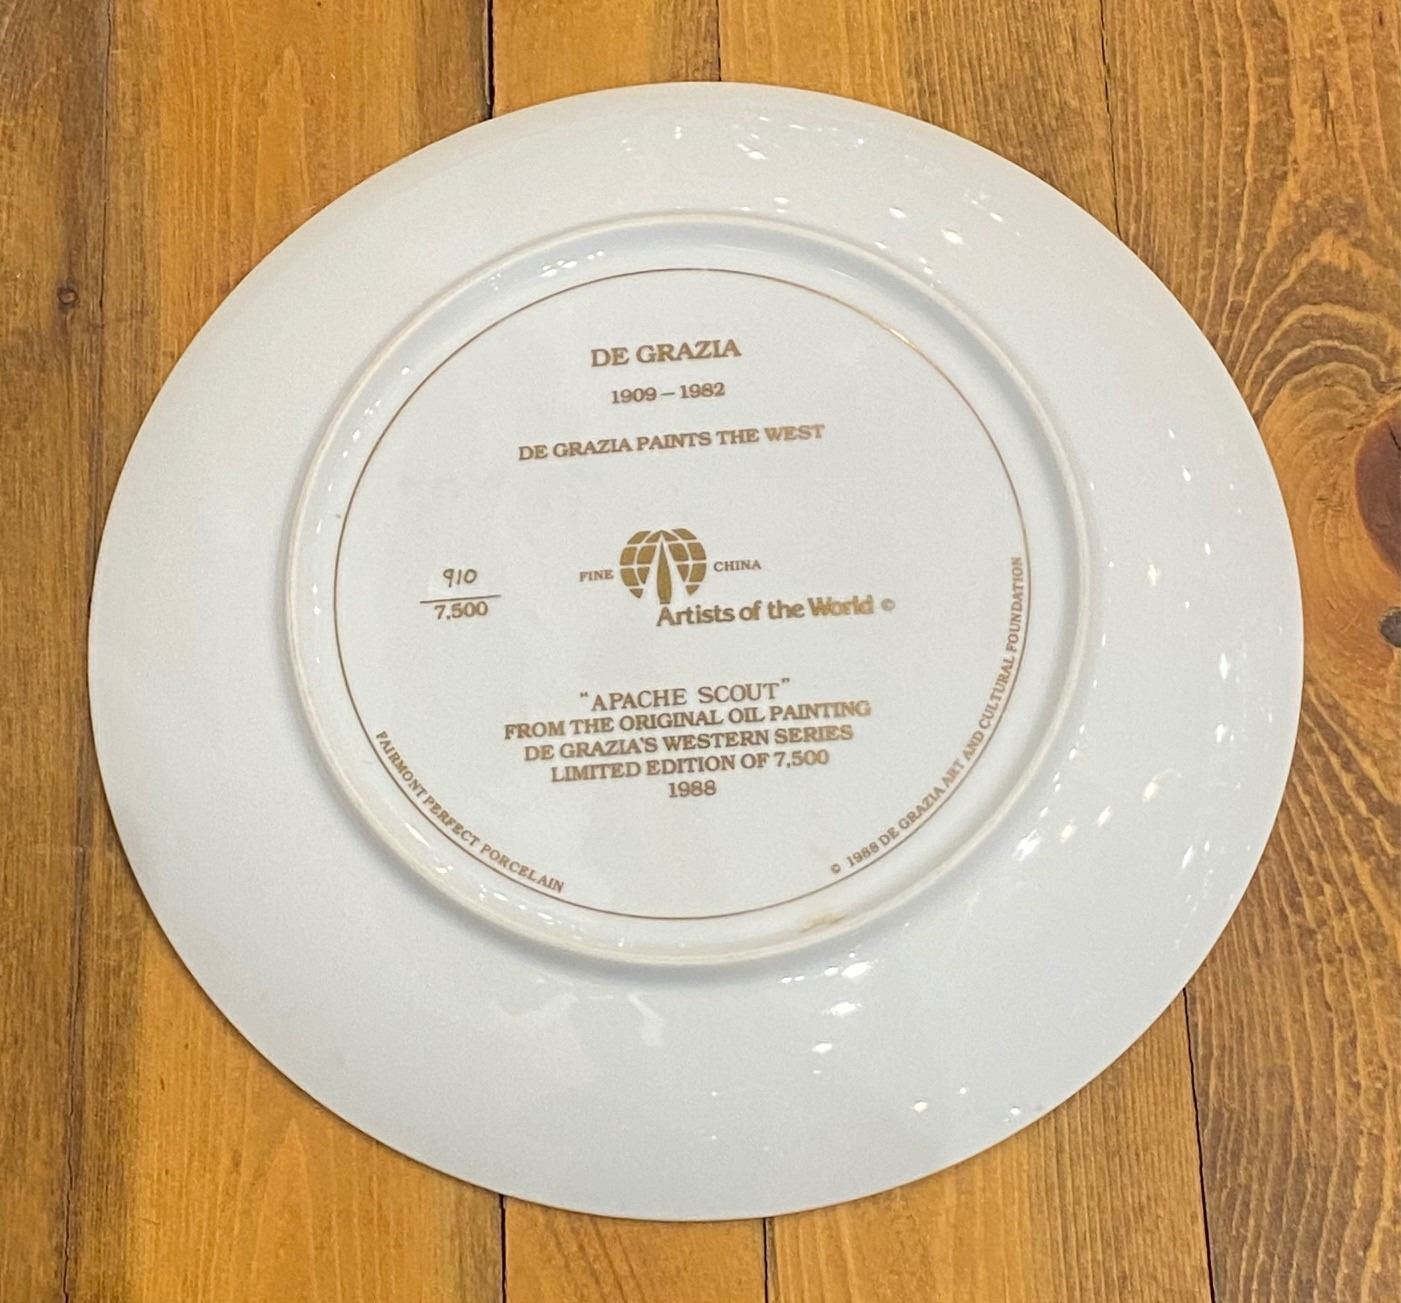 DE GRAZIA
1909 – 1982
DE GRAZIA PAINTS THE WEST
910
7,500
FINE CHINA
Artists of the World ©
"APACHE SCOUT"
FROM THE ORIGINAL OIL PAINTING
DE GRAZIA'S WESTERN SERIES
LIMITED EDITION OF 7,500
1988
FAIRMONT PERFECT PORCELAIN
© 1988 DE GRAZIA ART AND CULTURAL FOUNDATION